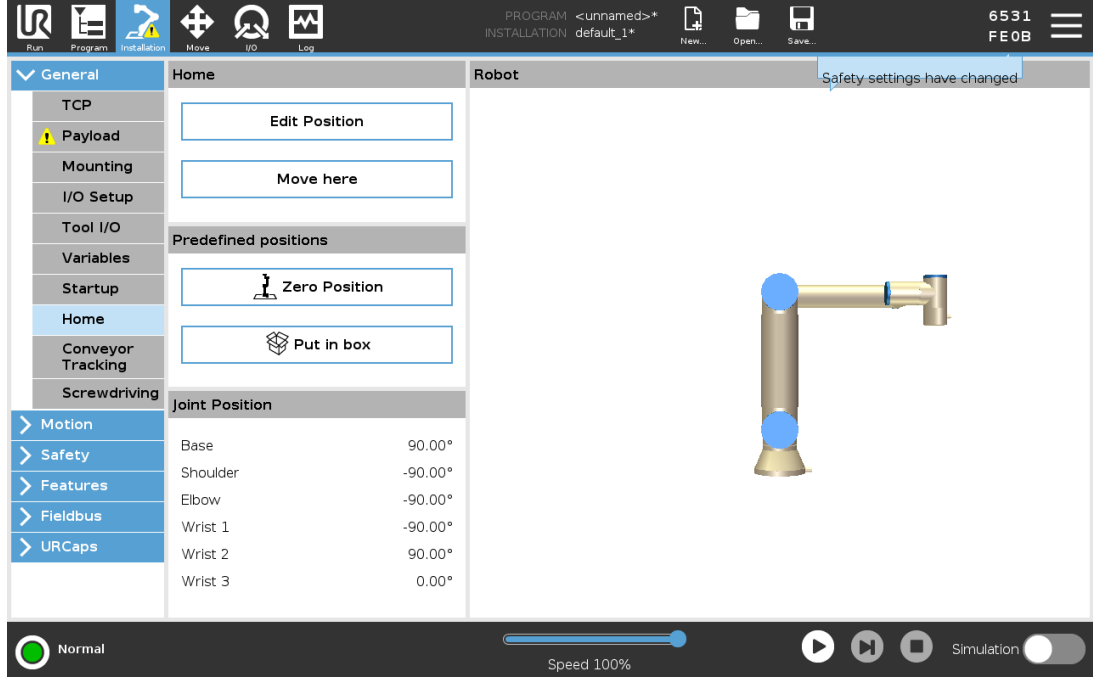 UR
Run
Program
Installation
Move
I/O
Log
PROGRAM <unnamed>*
INSTALLATION default_1*
New...
Open...
Save...
6531
FE0B
General
TCP
Payload
Mounting
I/O Setup
Tool I/O
Variables
Startup
Home
Conveyor
Tracking
Screwdriving
Motion
Safety
Features
Fieldbus
URCaps
Home
Edit Position
Move here
Predefined positions
Zero Position
Put in box
Joint Position
Base 90.00°
Shoulder -90.00°
Elbow -90.00°
Wrist 1 -90.00°
Wrist 2 90.00°
Wrist 3 0.00°
Robot
Safety settings have changed
Normal
Speed 100%
Simulation